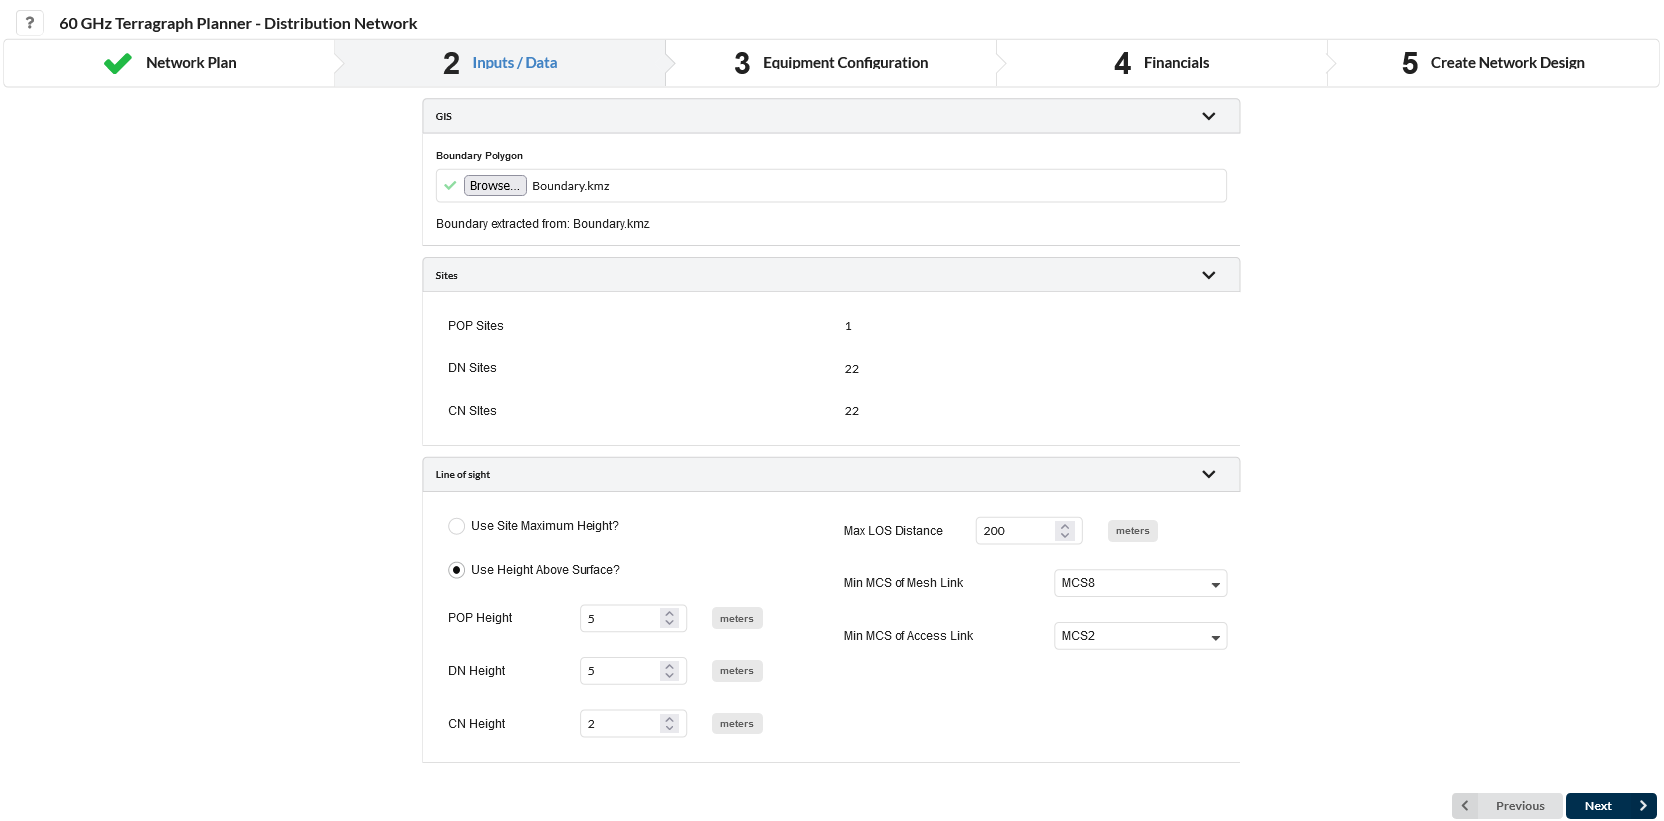 ? 60 GHz Terragraph Planner - Distribution Network
Network Plan 2 Inputs / Data 3 Equipment Configuration 4 Financials 5 Create Network Design
GIS
Boundary Polygon
Browse... Boundary.kmz
Boundary extracted from: Boundary.kmz
Sites
POP Sites 1
DN Sites 22
CN SItes 22
Line of sight
Use Site Maximum Height?
Max LOS Distance 200 meters
Use Height Above Surface?
Min MCS of Mesh Link MCS8
POP Height 5 meters
Min MCS of Access Link MCS2
DN Height 5 meters
CN Height 2 meters
Previous Next